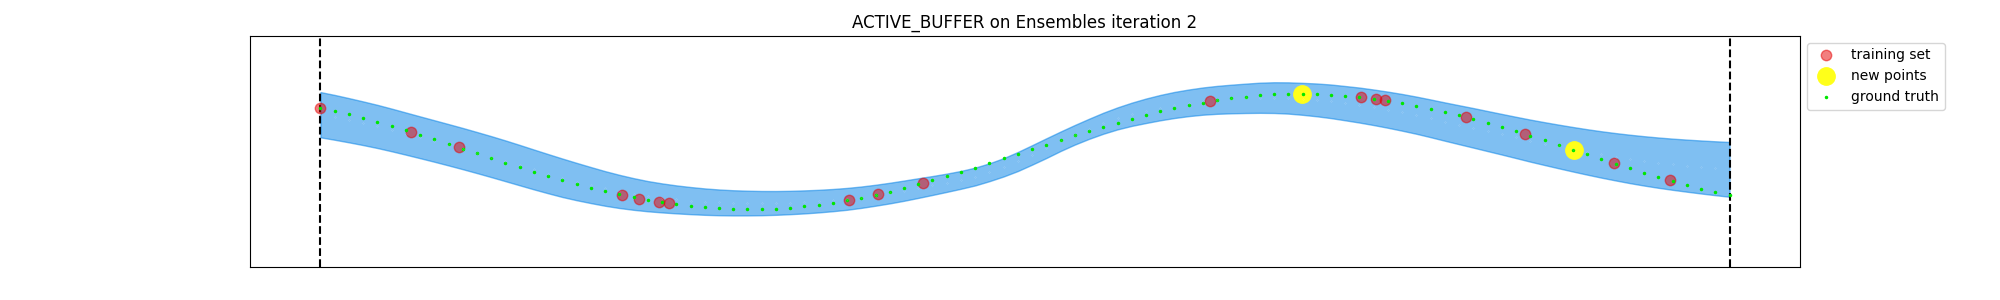 ACTIVE_BUFFER on Ensembles iteration 2
training set
new points
ground truth